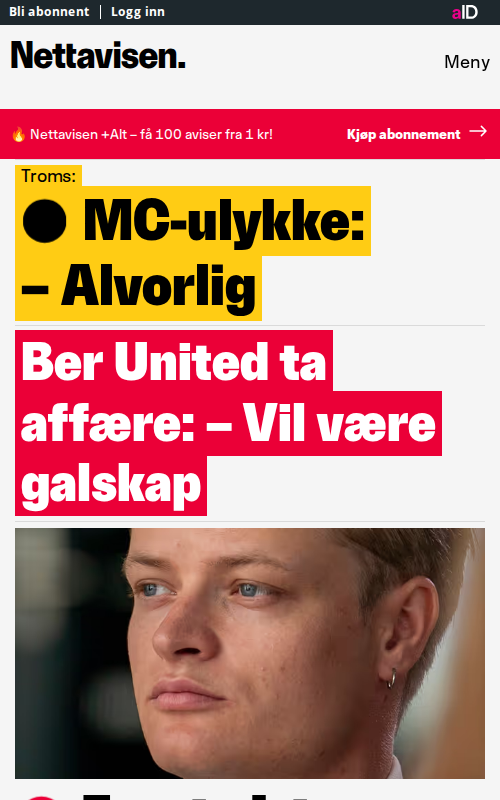 Bli abonnent | Logg inn
aID
Nettavisen.
Meny
🔥 Nettavisen +Alt – få 100 aviser fra 1 kr!
Kjøp abonnement →
Troms:
● MC-ulykke:
– Alvorlig
Ber United ta
affære: – Vil være
galskap